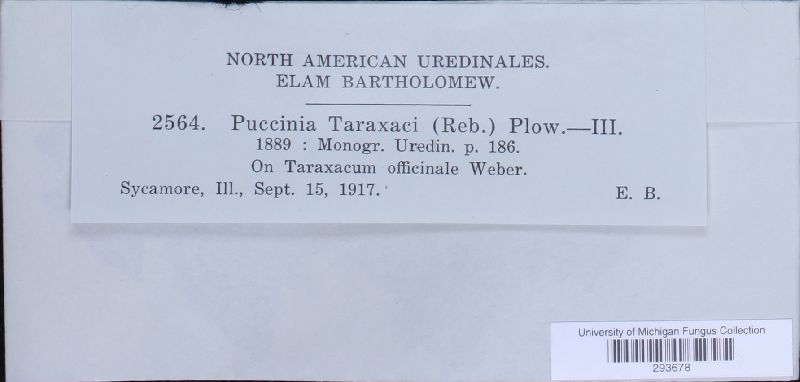 NORTH AMERICAN UREDINALES.
ELAM BARTHOLOMEW.
2564. Puccinia Taraxaci (Reb.) Plow.—III.
1889 : Monogr. Uredin. p. 186.
On Taraxacum officinale Weber.
Sycamore, Ill., Sept. 15, 1917. E. B.
University of Michigan Fungus Collection
293678